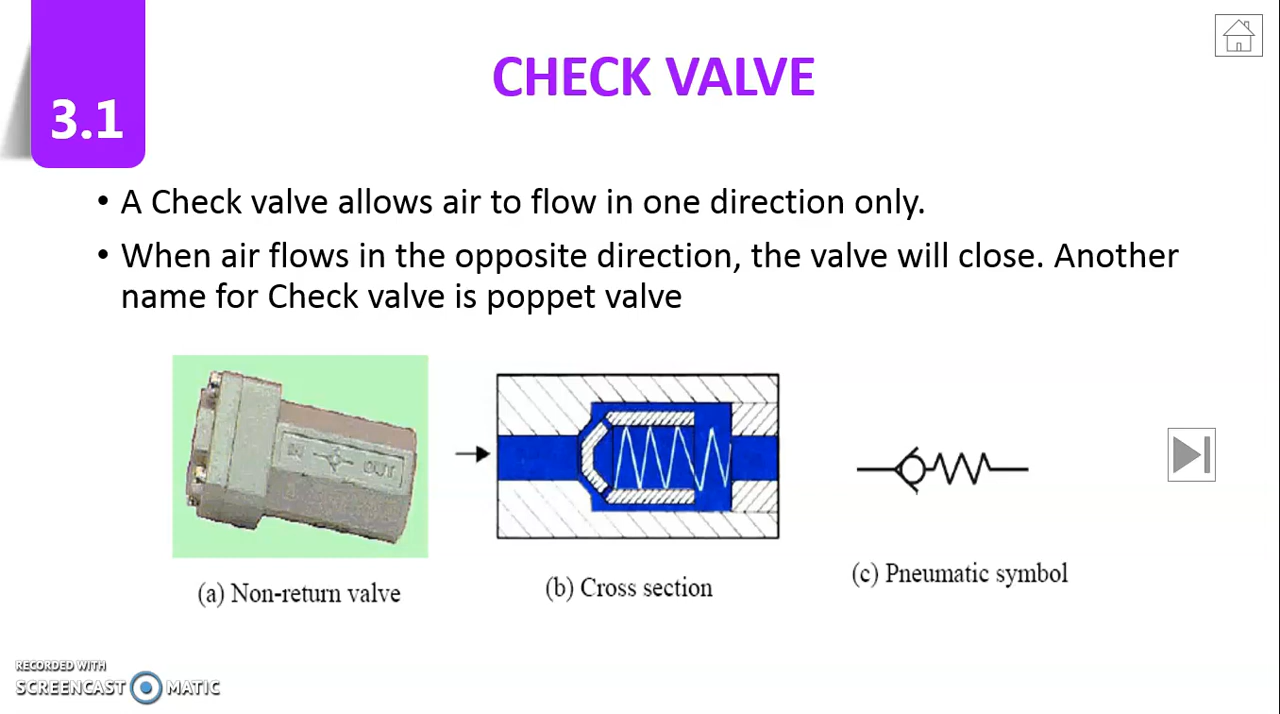 3.1
CHECK VALVE
• A Check valve allows air to flow in one direction only.
• When air flows in the opposite direction, the valve will close. Another
name for Check valve is poppet valve
IN OUT
(a) Non-return valve
(b) Cross section
(c) Pneumatic symbol
RECORDED WITH
SCREENCAST MATIC